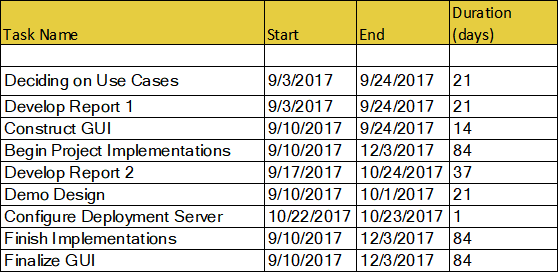 Task Name Start End Duration (days)
Deciding on Use Cases 9/3/2017 9/24/2017 21
Develop Report 1 9/3/2017 9/24/2017 21
Construct GUI 9/10/2017 9/24/2017 14
Begin Project Implementations 9/10/2017 12/3/2017 84
Develop Report 2 9/17/2017 10/24/2017 37
Demo Design 9/10/2017 10/1/2017 21
Configure Deployment Server 10/22/2017 10/23/2017 1
Finish Implementations 9/10/2017 12/3/2017 84
Finalize GUI 9/10/2017 12/3/2017 84